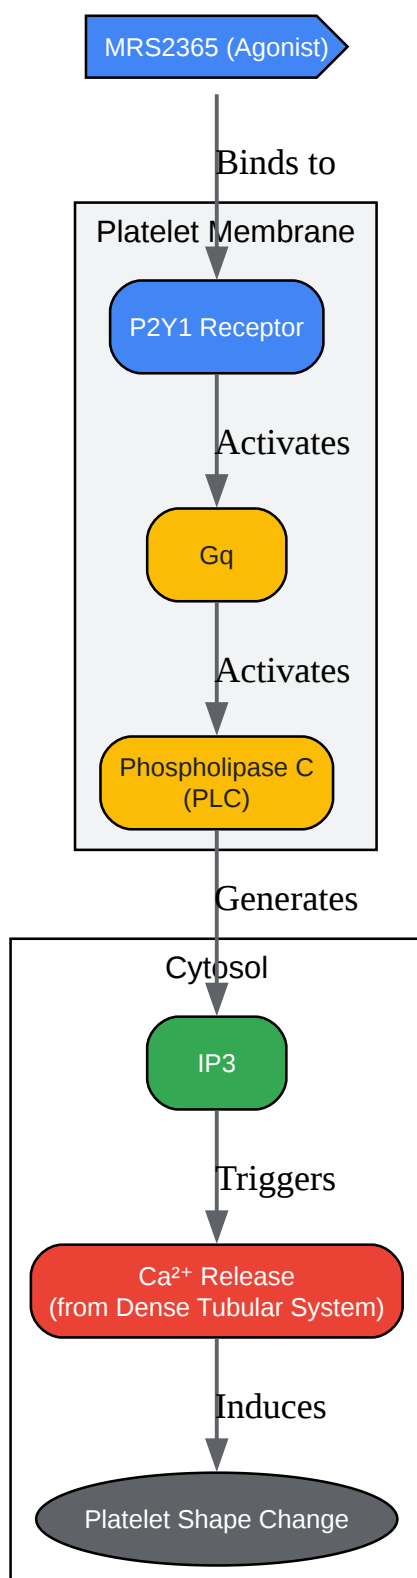 MRS2365 (Agonist)
Binds to
Platelet Membrane
P2Y1 Receptor
Activates
Gq
Activates
Phospholipase C
(PLC)
Generates
Cytosol
IP3
Triggers
Ca²⁺ Release
(from Dense Tubular System)
Induces
Platelet Shape Change